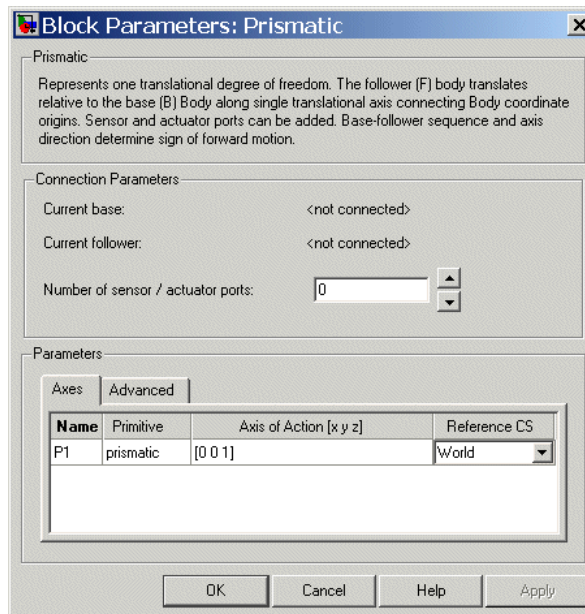 Block Parameters: Prismatic
Prismatic
Represents one translational degree of freedom. The follower (F) body translates
relative to the base (B) Body along single translational axis connecting Body coordinate
origins. Sensor and actuator ports can be added. Base-follower sequence and axis
direction determine sign of forward motion.
Connection Parameters
Current base: <not connected>
Current follower: <not connected>
Number of sensor / actuator ports: 0
Parameters
Axes Advanced
Name Primitive Axis of Action [x y z] Reference CS
P1 prismatic [0 0 1] World
OK Cancel Help Apply